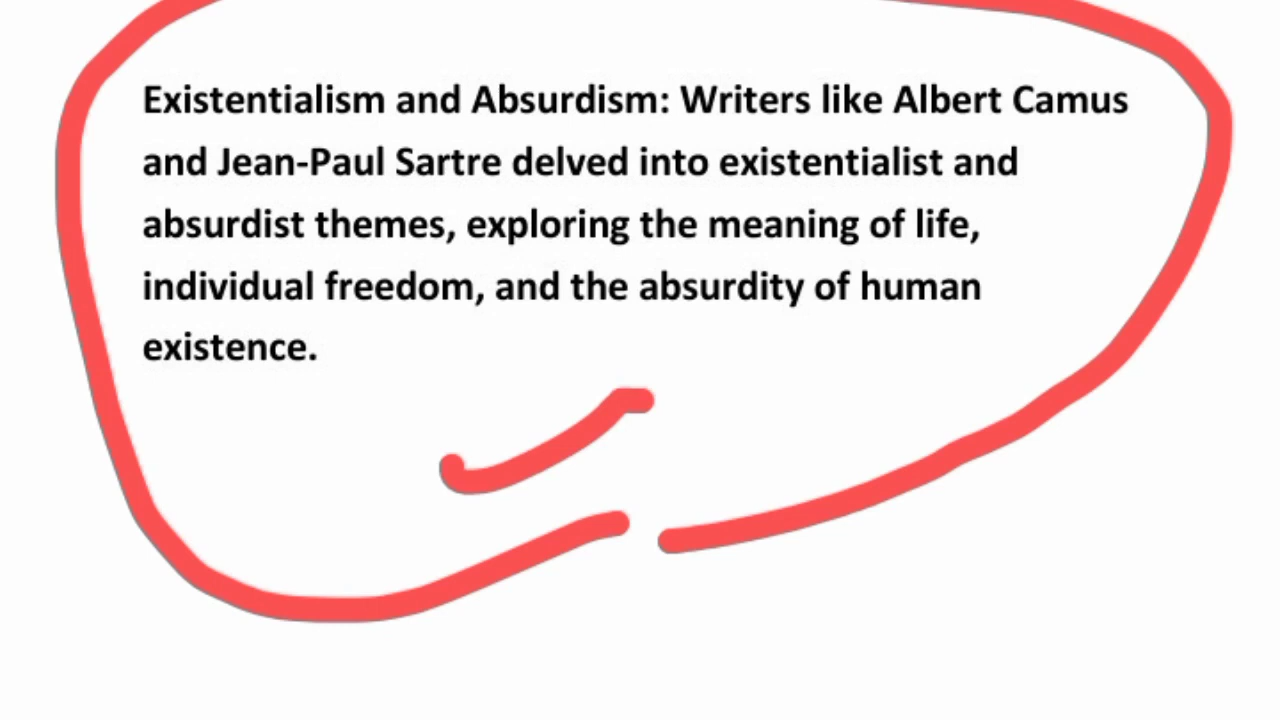 Existentialism and Absurdism: Writers like Albert Camus
and Jean-Paul Sartre delved into existentialist and
absurdist themes, exploring the meaning of life,
individual freedom, and the absurdity of human
existence.